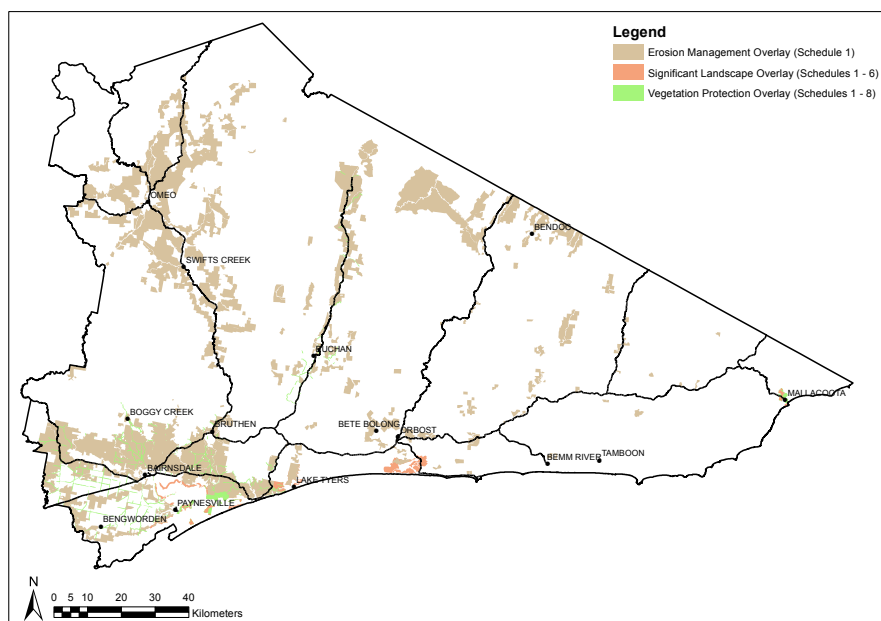 Legend
Erosion Management Overlay (Schedule 1)
Significant Landscape Overlay (Schedules 1 - 6)
Vegetation Protection Overlay (Schedules 1 - 8)
OMEO
BENDOC
SWIFTS CREEK
BUCHAN
MALLACOOTA
BOGGY CREEK
BRUTHEN
BETE BOLONG
ORBOST
BEMM RIVER
TAMBOON
BAIRNSDALE
LAKE TYERS
PAYNESVILLE
BENGWORDEN
N
0 5 10 20 30 40
Kilometers